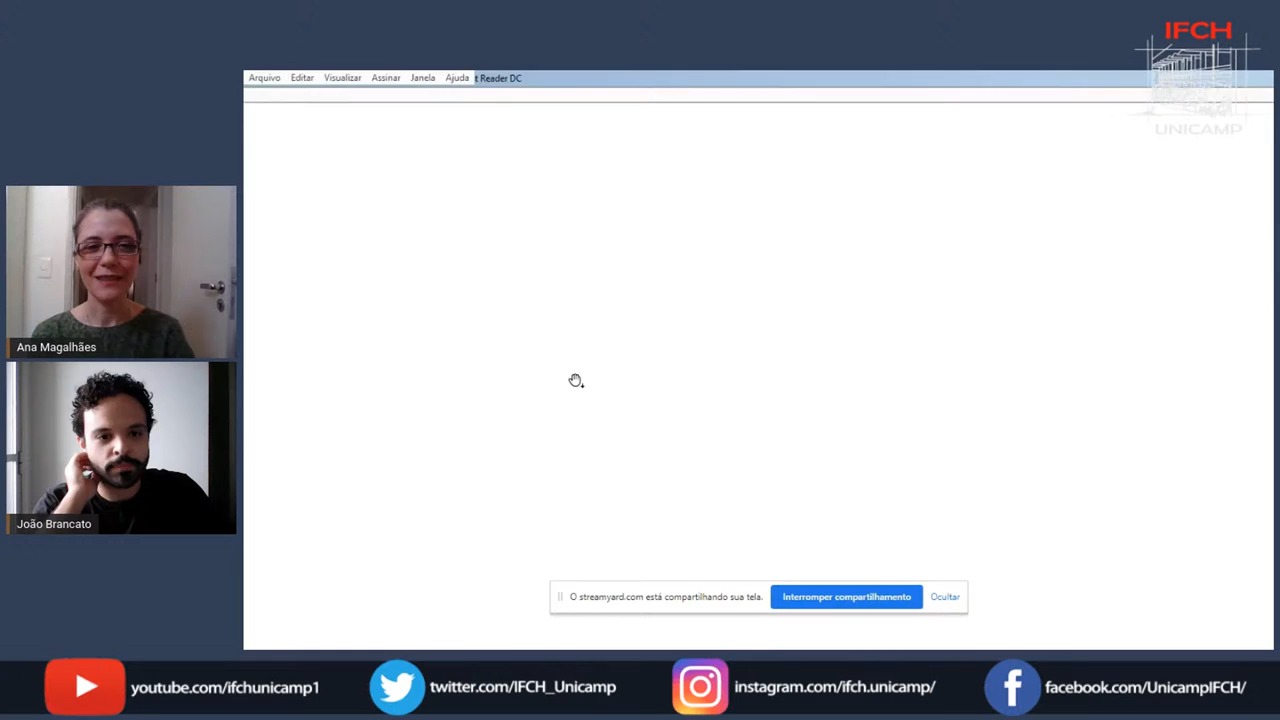 IFCH
UNICAMP
Arquivo Editar Visualizar Assinar Janela Ajuda t Reader DC
Ana Magalhães
João Brancato
O streamyard.com está compartilhando sua tela. Interromper compartilhamento Ocultar
youtube.com/ifchunicamp1 twitter.com/IFCH_Unicamp instagram.com/ifch.unicamp/ facebook.com/UnicampIFCH/